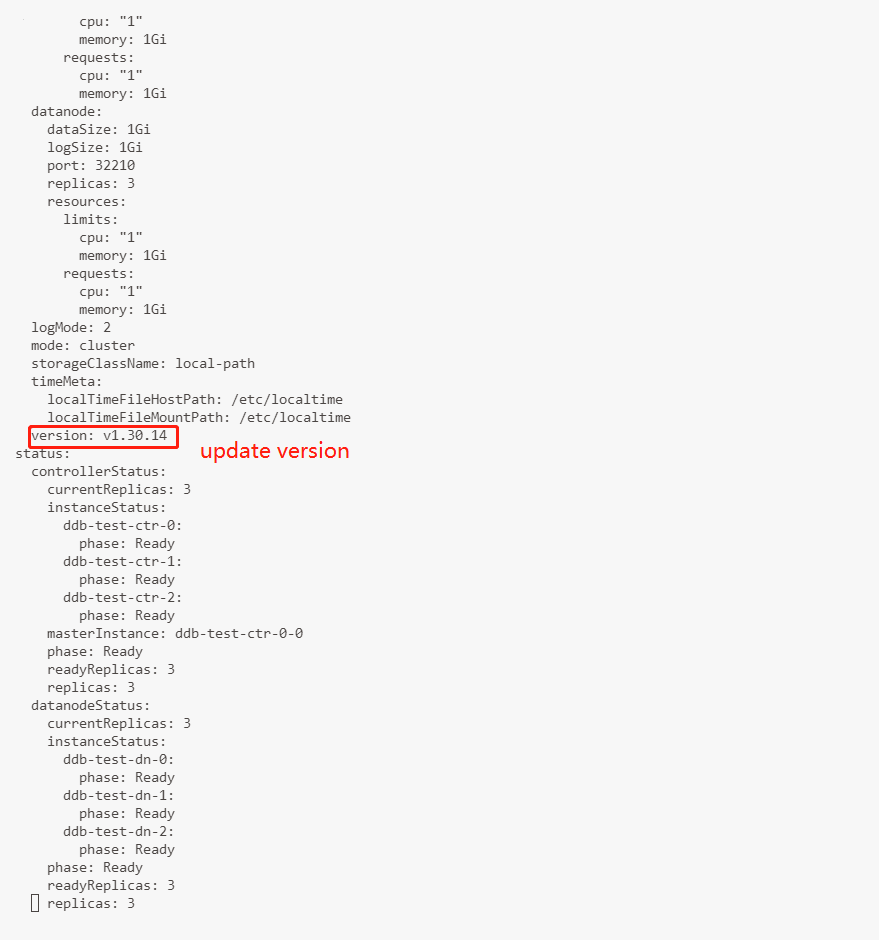 cpu: "1"
memory: 1Gi
requests:
cpu: "1"
memory: 1Gi
datanode:
dataSize: 1Gi
logSize: 1Gi
port: 32210
replicas: 3
resources:
limits:
cpu: "1"
memory: 1Gi
requests:
cpu: "1"
memory: 1Gi
logMode: 2
mode: cluster
storageClassName: local-path
timeMeta:
localTimeFileHostPath: /etc/localtime
localTimeFileMountPath: /etc/localtime
version: v1.30.14
update version
status:
controllerStatus:
currentReplicas: 3
instanceStatus:
ddb-test-ctr-0:
phase: Ready
ddb-test-ctr-1:
phase: Ready
ddb-test-ctr-2:
phase: Ready
masterInstance: ddb-test-ctr-0-0
phase: Ready
readyReplicas: 3
replicas: 3
datanodeStatus:
currentReplicas: 3
instanceStatus:
ddb-test-dn-0:
phase: Ready
ddb-test-dn-1:
phase: Ready
ddb-test-dn-2:
phase: Ready
phase: Ready
readyReplicas: 3
replicas: 3